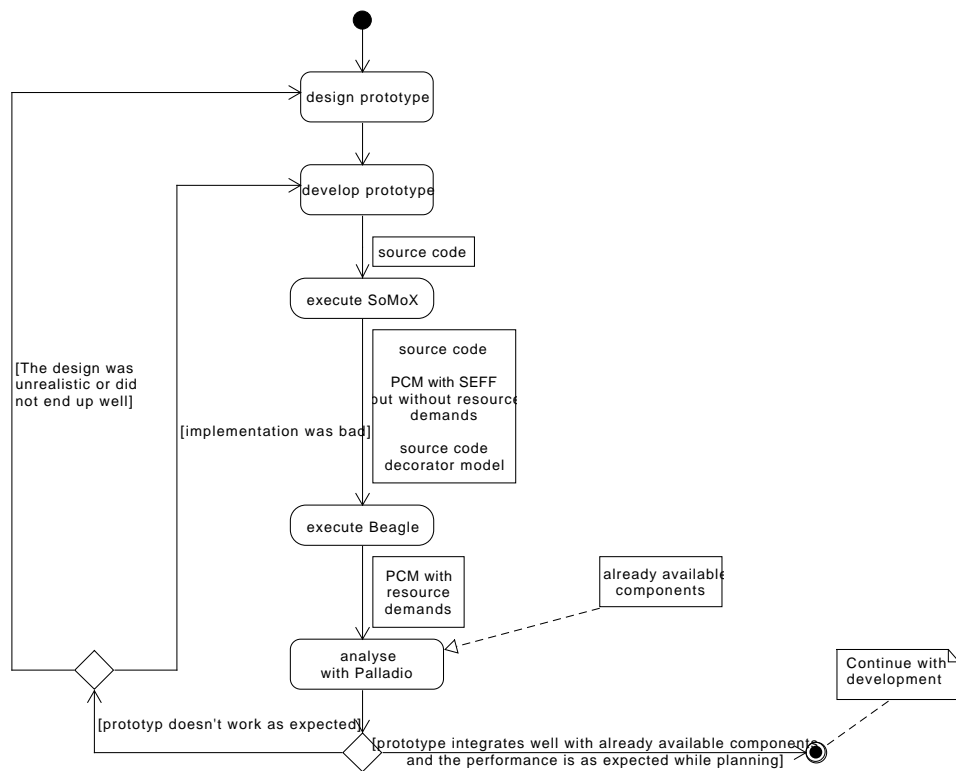 design prototype
develop prototype
source code
execute SoMoX
source code
PCM with SEFF
but without resource
demands
source code
decorator model
[The design was
unrealistic or did
not end up well]
[implementation was bad]
execute Beagle
PCM with
resource
demands
already available
components
analyse
with Palladio
Continue with
development
[prototyp doesn't work as expected]
[prototype integrates well with already available components
and the performance is as expected while planning]